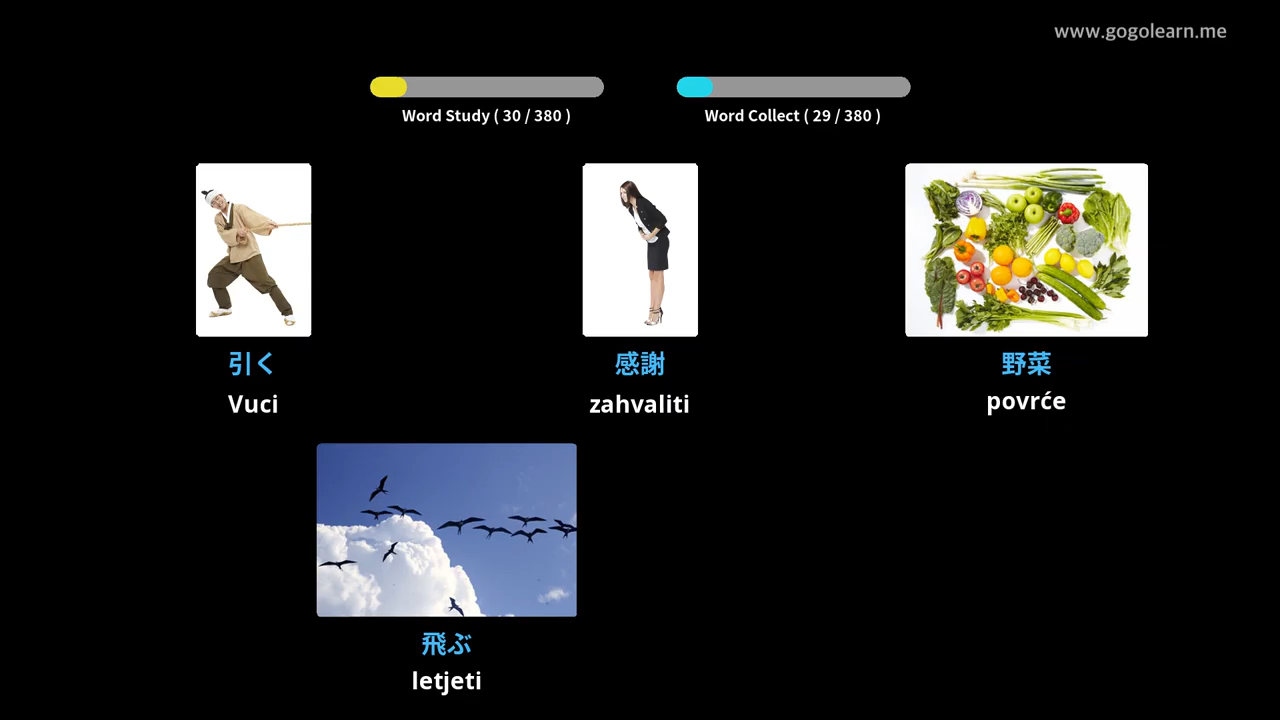 www.gogolearn.me
Word Study ( 30 / 380 )
Word Collect ( 29 / 380 )
引く
Vuci
感謝
zahvaliti
野菜
povrće
飛ぶ
letjeti